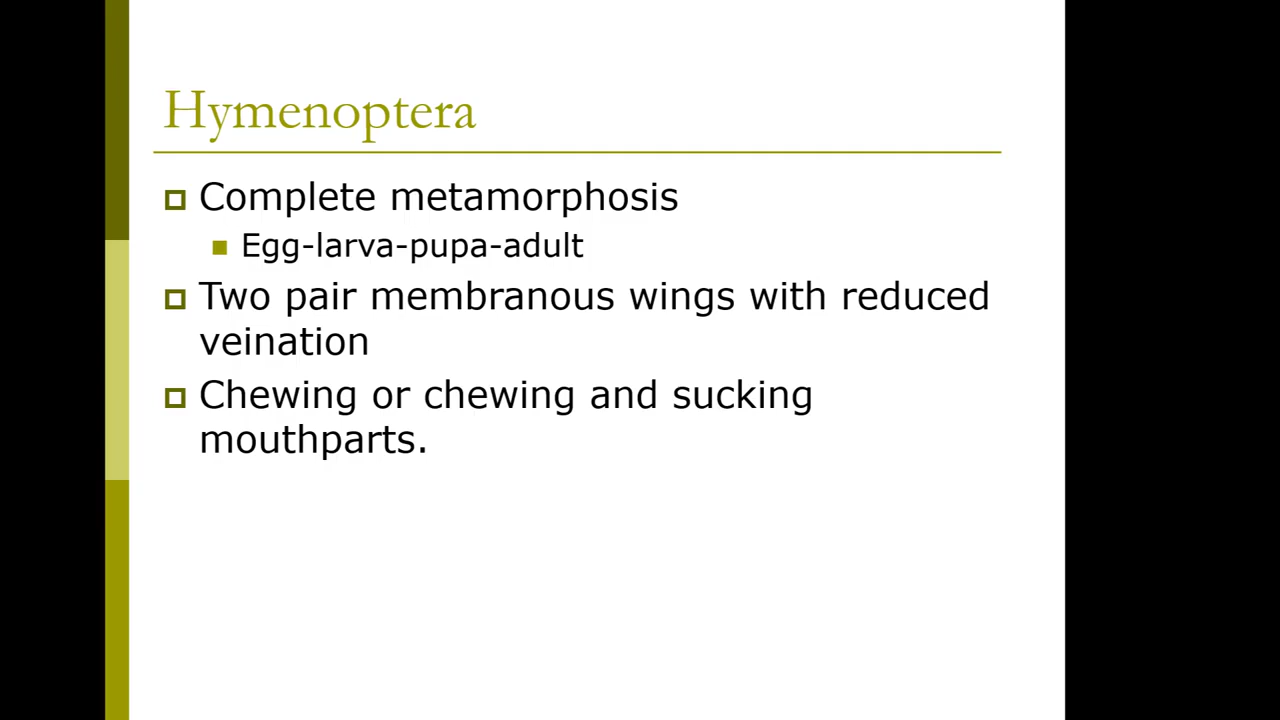 Hymenoptera
Complete metamorphosis
Egg-larva-pupa-adult
Two pair membranous wings with reduced
veination
Chewing or chewing and sucking
mouthparts.